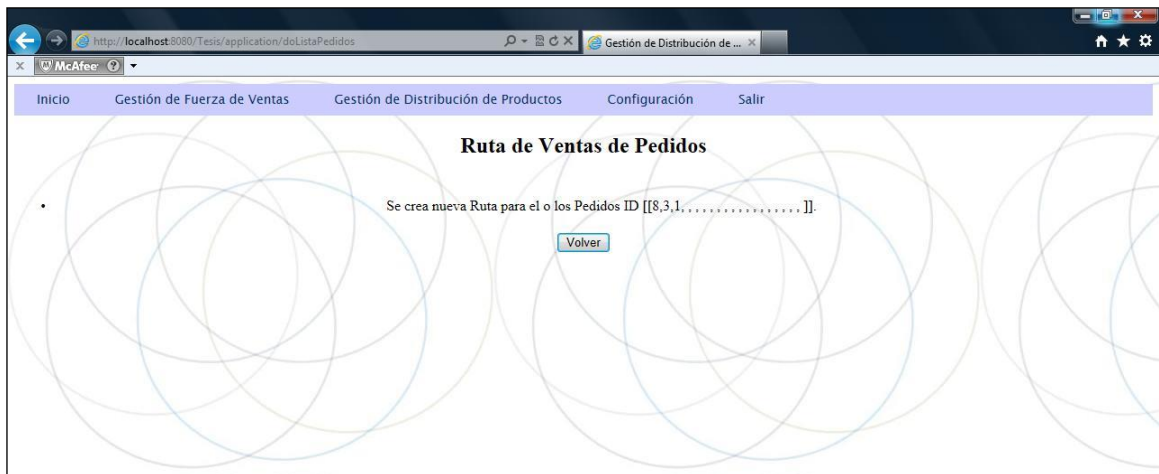 http://localhost:8080/Tesis/application/doListaPedidos
Gestión de Distribución de ...
McAfee
Inicio Gestión de Fuerza de Ventas Gestión de Distribución de Productos Configuración Salir
Ruta de Ventas de Pedidos
• Se crea nueva Ruta para el o los Pedidos ID [[8,3,1, , , , , , , , , , , , , , , , , , ]].
Volver